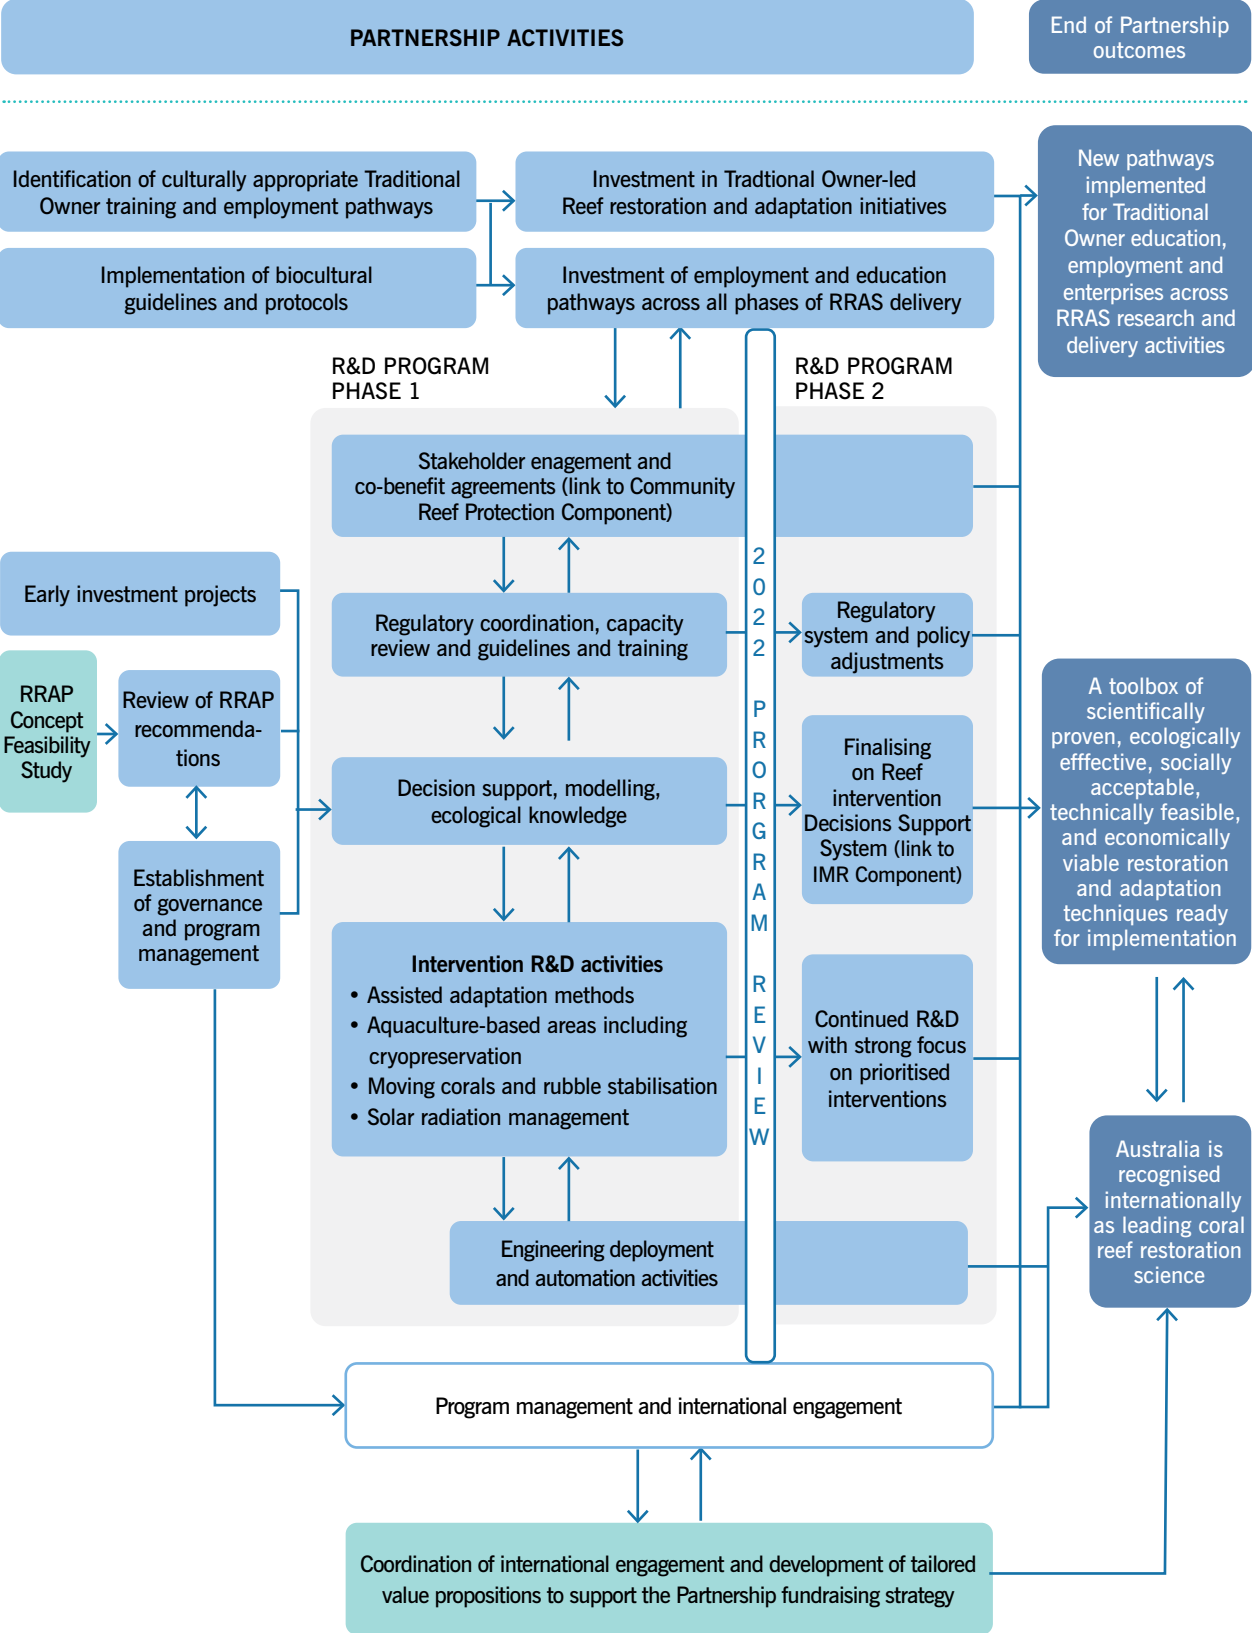 PARTNERSHIP ACTIVITIES
End of Partnership
outcomes
Identification of culturally appropriate Traditional
Owner training and employment pathways
Investment in Tradtional Owner-led
Reef restoration and adaptation initiatives
New pathways
implemented
for Traditional
Owner education,
employment and
enterprises across
RRAS research and
delivery activities
Implementation of biocultural
guidelines and protocols
Investment of employment and education
pathways across all phases of RRAS delivery
R&D PROGRAM
PHASE 1
R&D PROGRAM
PHASE 2
Stakeholder enagement and
co-benefit agreements (link to Community
Reef Protection Component)
2022 PRORGRAM REVIEW
Early investment projects
Regulatory coordination, capacity
review and guidelines and training
Regulatory
system and policy
adjustments
RRAP
Concept
Feasibility
Study
Review of RRAP
recommenda-
tions
Decision support, modelling,
ecological knowledge
Finalising
on Reef
intervention
Decisions Support
System (link to
IMR Component)
A toolbox of
scientifically
proven, ecologically
efffective, socially
acceptable,
technically feasible,
and economically
viable restoration
and adaptation
techniques ready
for implementation
Establishment
of governance
and program
management
Intervention R&D activities
• Assisted adaptation methods
• Aquaculture-based areas including
cryopreservation
• Moving corals and rubble stabilisation
• Solar radiation management
Continued R&D
with strong focus
on prioritised
interventions
Australia is
recognised
internationally
as leading coral
reef restoration
science
Engineering deployment
and automation activities
Program management and international engagement
Coordination of international engagement and development of tailored
value propositions to support the Partnership fundraising strategy